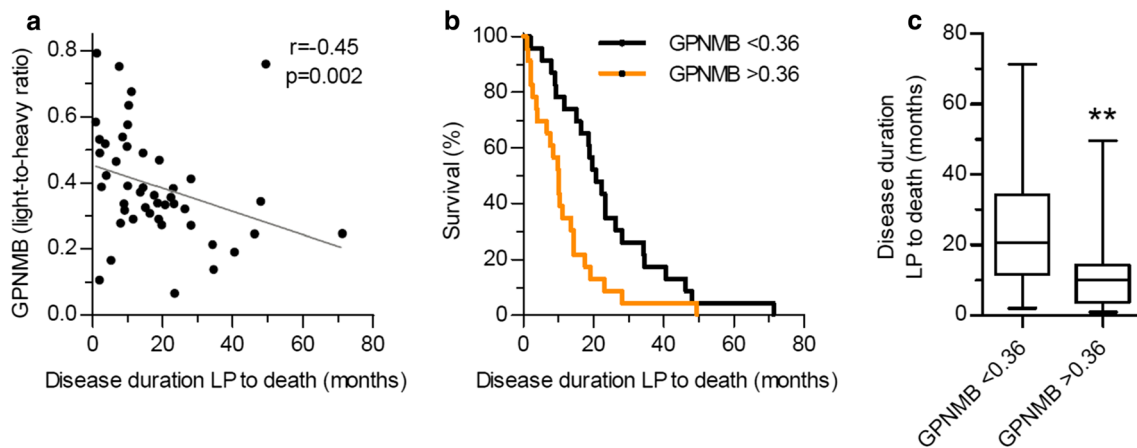 a
r=-0.45
p=0.002
GPNMB (light-to-heavy ratio)
0.8
0.6
0.4
0.2
0.0
0 20 40 60 80
Disease duration LP to death (months)
b
GPNMB <0.36
GPNMB >0.36
Survival (%)
100
80
60
40
20
0
0 20 40 60 80
Disease duration LP to death (months)
c
Disease duration
LP to death (months)
80
60
40
20
0
**
GPNMB <0.36
GPNMB >0.36